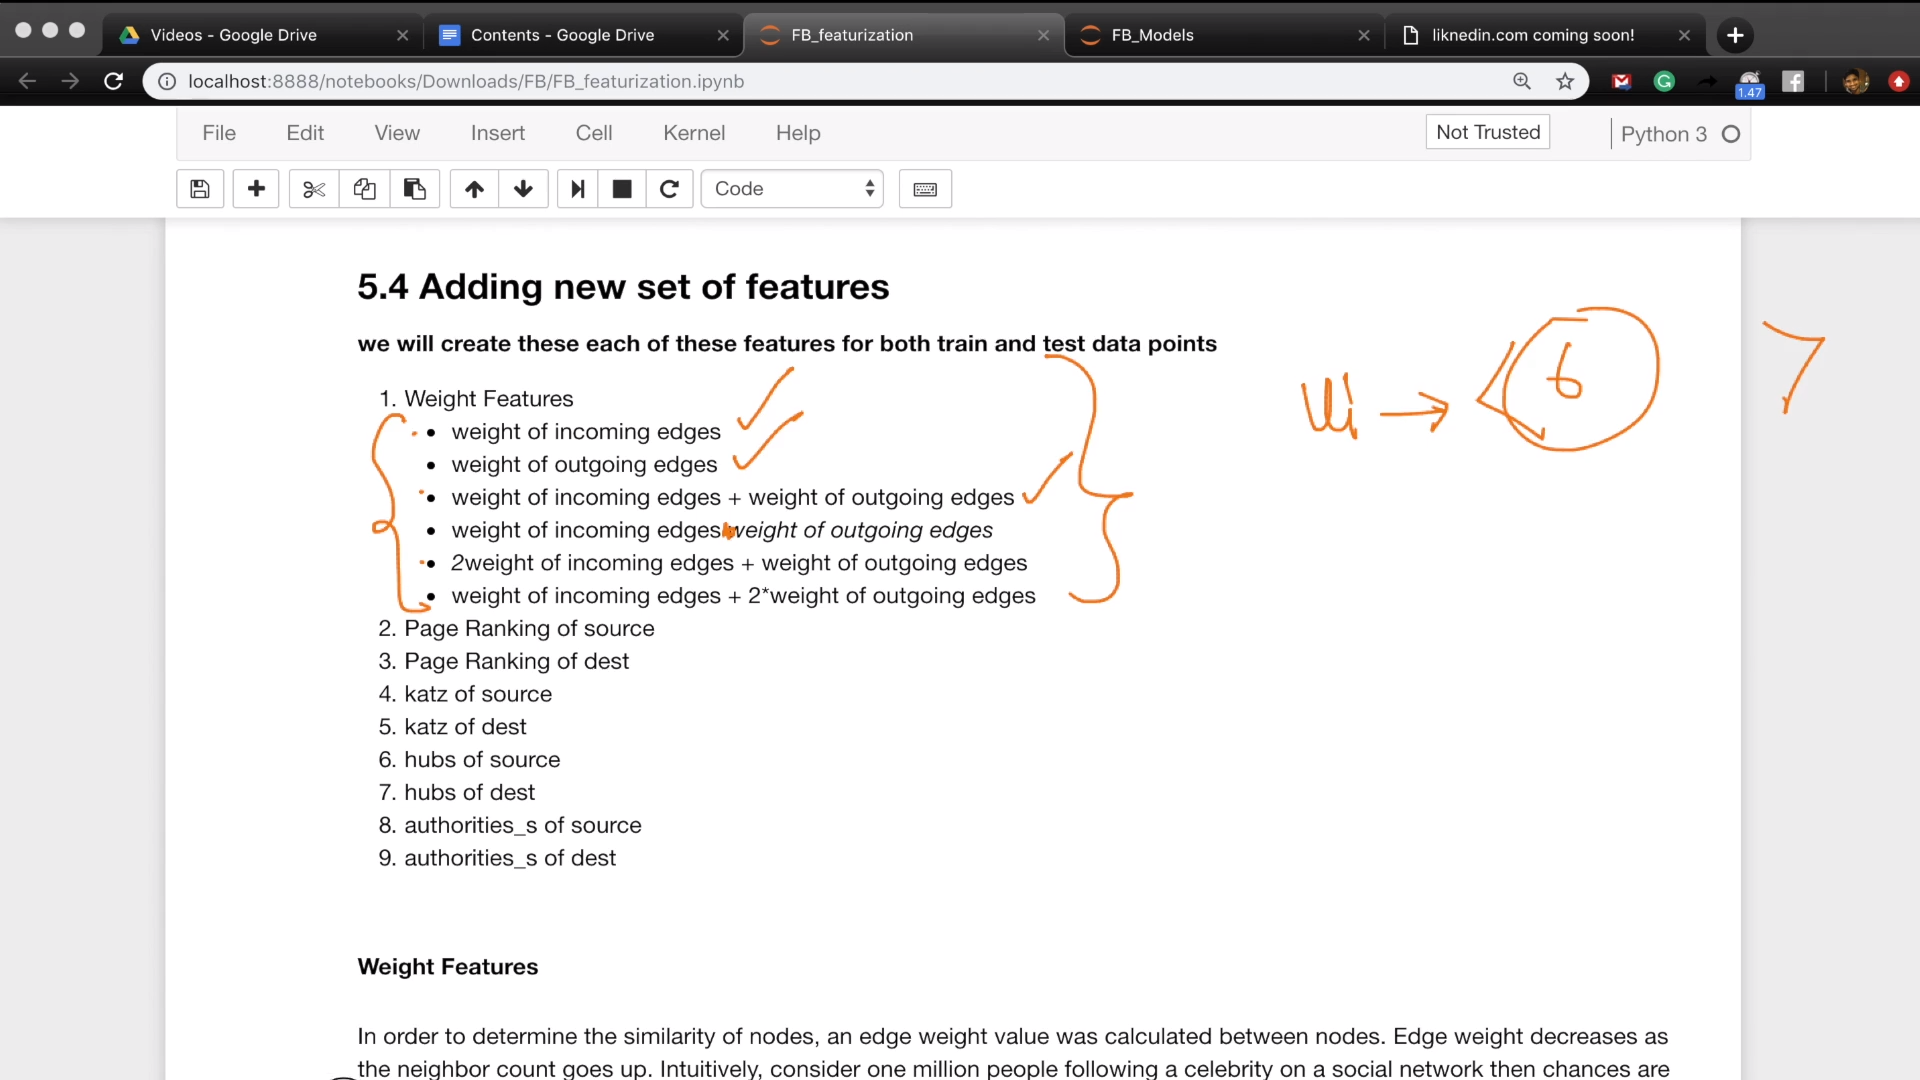 Videos - Google Drive
Contents - Google Drive
FB_featurization
FB_Models
liknedin.com coming soon!
localhost:8888/notebooks/Downloads/FB/FB_featurization.ipynb
1.47
File Edit View Insert Cell Kernel Help
Not Trusted
Python 3
Code
5.4 Adding new set of features
we will create these each of these features for both train and test data points
1. Weight Features
• weight of incoming edges
• weight of outgoing edges
• weight of incoming edges + weight of outgoing edges
• weight of incoming edges weight of outgoing edges
• 2weight of incoming edges + weight of outgoing edges
• weight of incoming edges + 2*weight of outgoing edges
2. Page Ranking of source
3. Page Ranking of dest
4. katz of source
5. katz of dest
6. hubs of source
7. hubs of dest
8. authorities_s of source
9. authorities_s of dest
6
7
Weight Features
In order to determine the similarity of nodes, an edge weight value was calculated between nodes. Edge weight decreases as
the neighbor count goes up. Intuitively, consider one million people following a celebrity on a social network then chances are